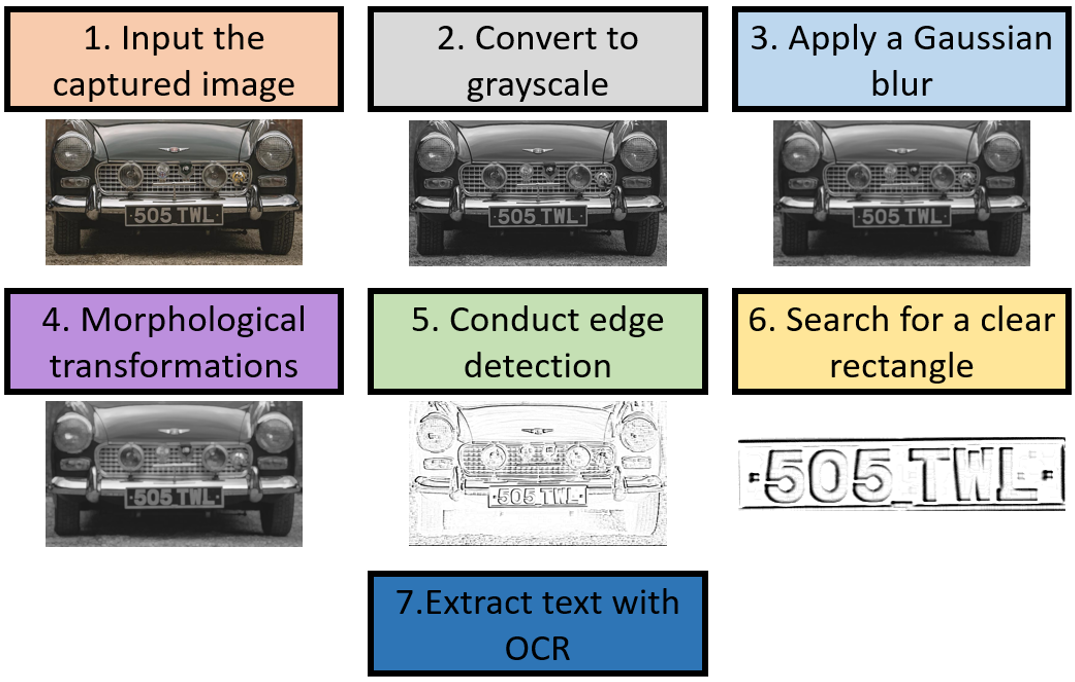 1. Input the
captured image
2. Convert to
grayscale
3. Apply a Gaussian
blur
505 TWL
505 TWL
505 TWL
4. Morphological
transformations
5. Conduct edge
detection
6. Search for a clear
rectangle
505 TWL
505 TWL
505 TWL
7.Extract text with
OCR